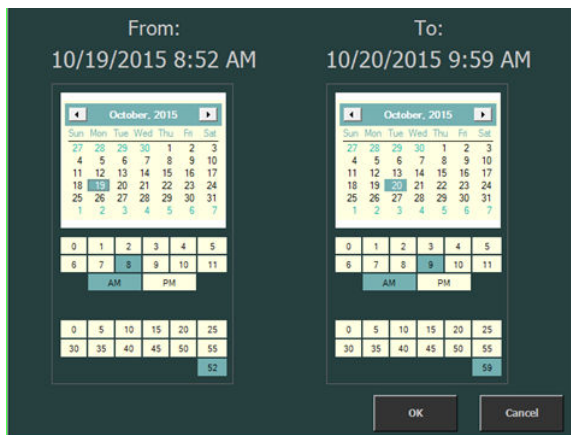 From:
10/19/2015 8:52 AM
October, 2015
Sun Mon Tue Wed Thu Fri Sat
27 28 29 30 1 2 3
4 5 6 7 8 9 10
11 12 13 14 15 16 17
18 19 20 21 22 23 24
25 26 27 28 29 30 31
1 2 3 4 5 6 7
0 1 2 3 4 5
6 7 8 9 10 11
AM PM
0 5 10 15 20 25
30 35 40 45 50 55
52
To:
10/20/2015 9:59 AM
October, 2015
Sun Mon Tue Wed Thu Fri Sat
27 28 29 30 1 2 3
4 5 6 7 8 9 10
11 12 13 14 15 16 17
18 19 20 21 22 23 24
25 26 27 28 29 30 31
1 2 3 4 5 6 7
0 1 2 3 4 5
6 7 8 9 10 11
AM PM
0 5 10 15 20 25
30 35 40 45 50 55
59
OK Cancel